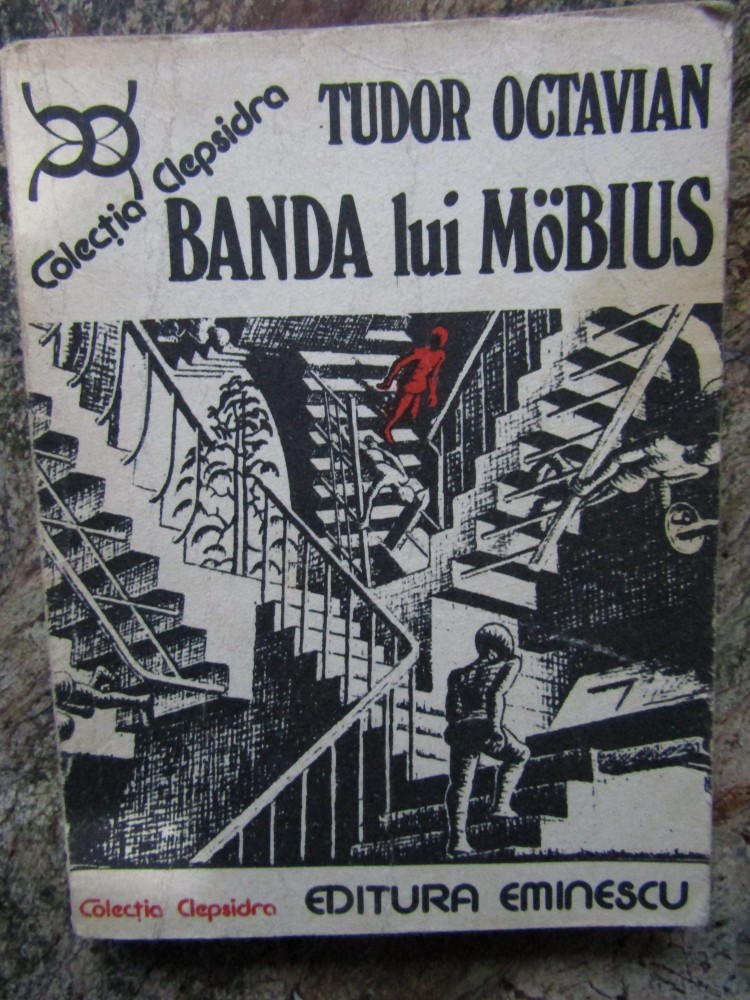 TUDOR OCTAVIAN
Colecția Clepsidra
BANDA lui MöBIUS
Colecția Clepsidra EDITURA EMINESCU